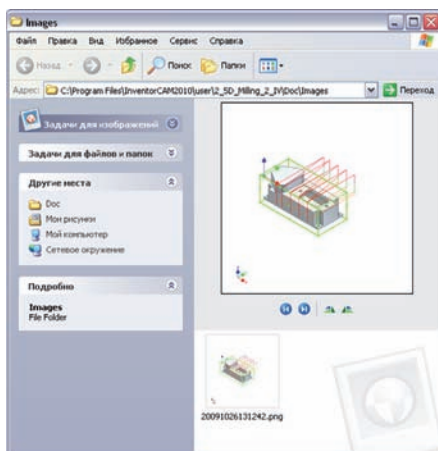 Images
Файл Правка Вид Избранное Сервис Справка
Назад Поиск Папки
Адрес: C:\Program Files\InventorCAM2010\user\2_5D_Milling_2_IV\Doc\Images Переход
Задачи для изображений
Задачи для файлов и папок
Другие места
Doc
Мои рисунки
Мой компьютер
Сетевое окружение
Подробно
Images
File Folder
20091026131242.png